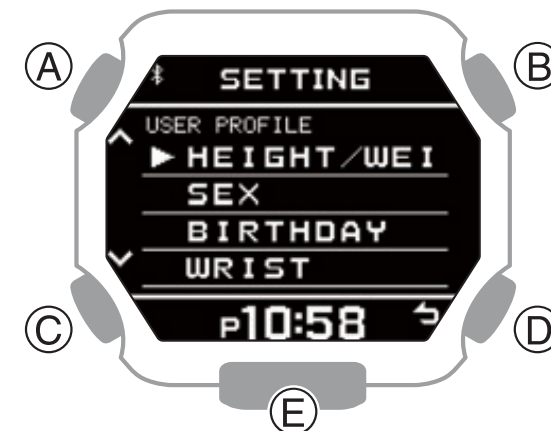 A
B
SETTING
USER PROFILE
HEIGHT/WEI
SEX
BIRTHDAY
WRIST
P10:58
C
D
E